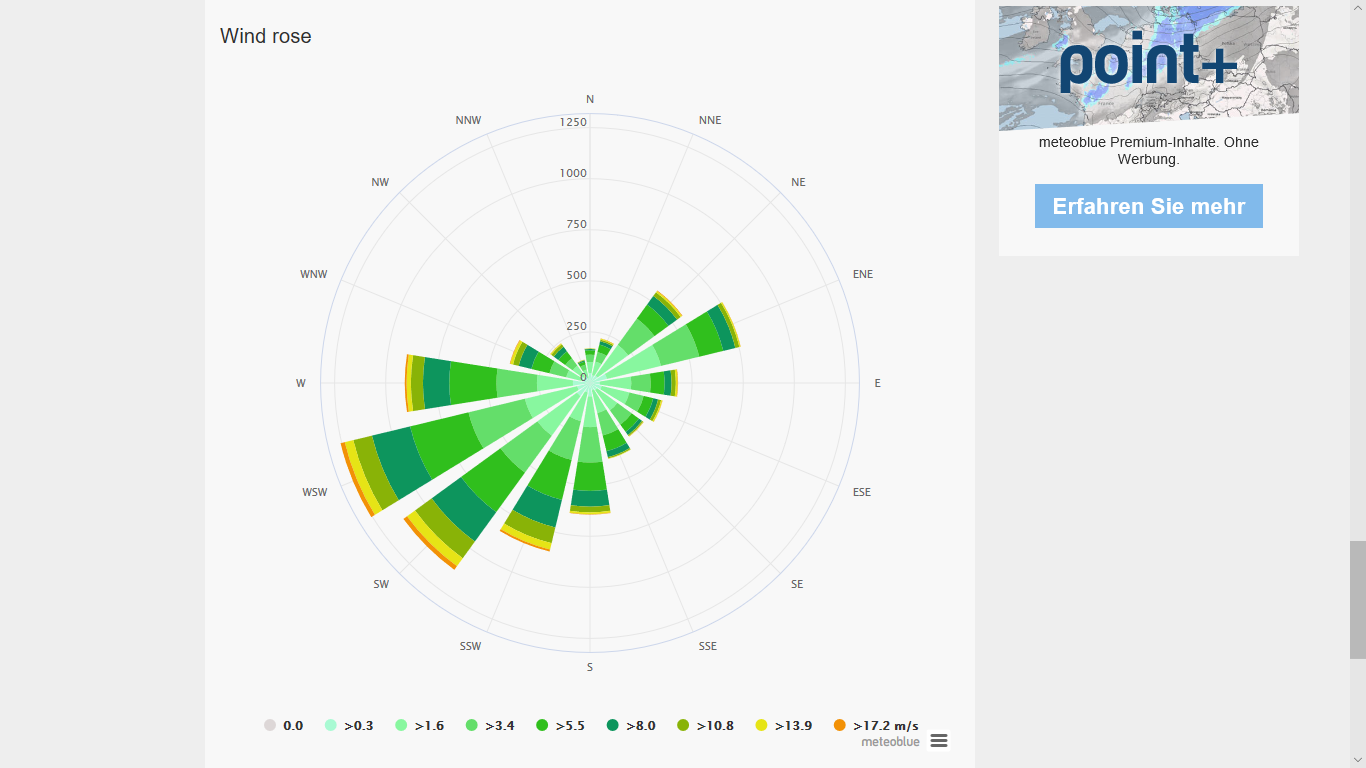 Wind rose
N
NNE
NE
ENE
E
ESE
SE
SSE
S
SSW
SW
WSW
W
WNW
NW
NNW
1250
1000
750
500
250
0
0.0 >0.3 >1.6 >3.4 >5.5 >8.0 >10.8 >13.9 >17.2 m/s
meteoblue
point+
meteoblue Premium-Inhalte. Ohne
Werbung.
Erfahren Sie mehr